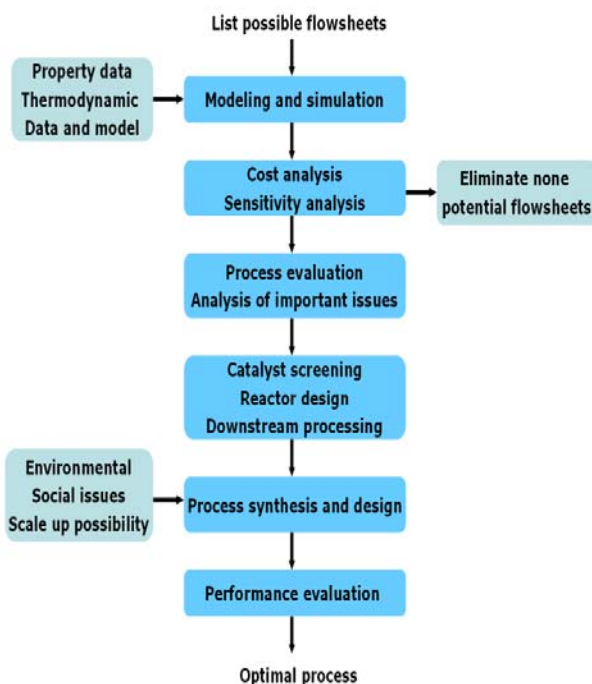 List possible flowsheets
Property data
Thermodynamic
Data and model
Modeling and simulation
Cost analysis
Sensitivity analysis
Eliminate none
potential flowsheets
Process evaluation
Analysis of important issues
Catalyst screening
Reactor design
Downstream processing
Environmental
Social issues
Scale up possibility
Process synthesis and design
Performance evaluation
Optimal process